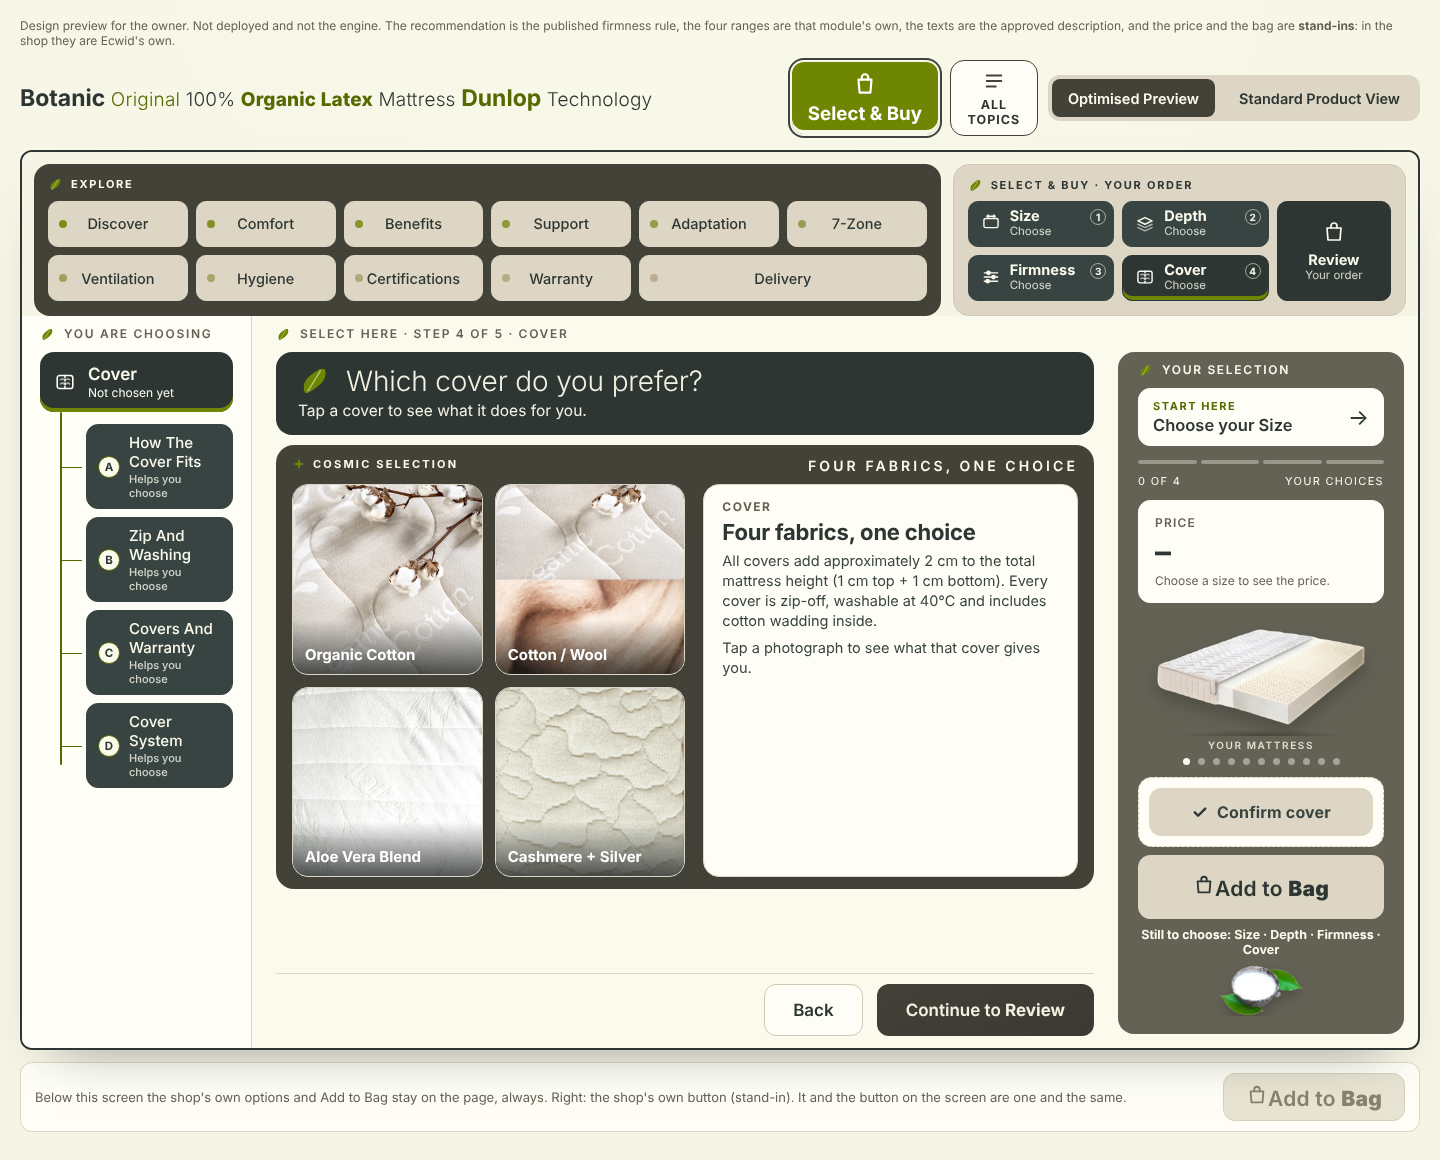 Design preview for the owner. Not deployed and not the engine. The recommendation is the published firmness rule, the four ranges are that module's own, the texts are the approved description, and the price and the bag are stand-ins: in the
shop they are Ecwid's own.
Botanic Original 100% Organic Latex Mattress Dunlop Technology
Select & Buy
ALL
TOPICS
Optimised Preview
Standard Product View
EXPLORE
Discover
Comfort
Benefits
Support
Adaptation
7-Zone
Ventilation
Hygiene
Certifications
Warranty
Delivery
SELECT & BUY · YOUR ORDER
Size
Choose
1
Depth
Choose
2
Firmness
Choose
3
Cover
Choose
4
Review
Your order
YOU ARE CHOOSING
Cover
Not chosen yet
A
How The
Cover Fits
Helps you
choose
B
Zip And
Washing
Helps you
choose
C
Covers And
Warranty
Helps you
choose
D
Cover
System
Helps you
choose
SELECT HERE · STEP 4 OF 5 · COVER
Which cover do you prefer?
Tap a cover to see what it does for you.
COSMIC SELECTION
FOUR FABRICS, ONE CHOICE
Organic Cotton
Cotton / Wool
Aloe Vera Blend
Cashmere + Silver
COVER
Four fabrics, one choice
All covers add approximately 2 cm to the total
mattress height (1 cm top + 1 cm bottom). Every
cover is zip-off, washable at 40°C and includes
cotton wadding inside.
Tap a photograph to see what that cover gives
you.
Back
Continue to Review
YOUR SELECTION
START HERE
Choose your Size
0 OF 4
YOUR CHOICES
PRICE
–
Choose a size to see the price.
YOUR MATTRESS
Confirm cover
Add to Bag
Still to choose: Size · Depth · Firmness ·
Cover
Below this screen the shop's own options and Add to Bag stay on the page, always. Right: the shop's own button (stand-in). It and the button on the screen are one and the same.
Add to Bag